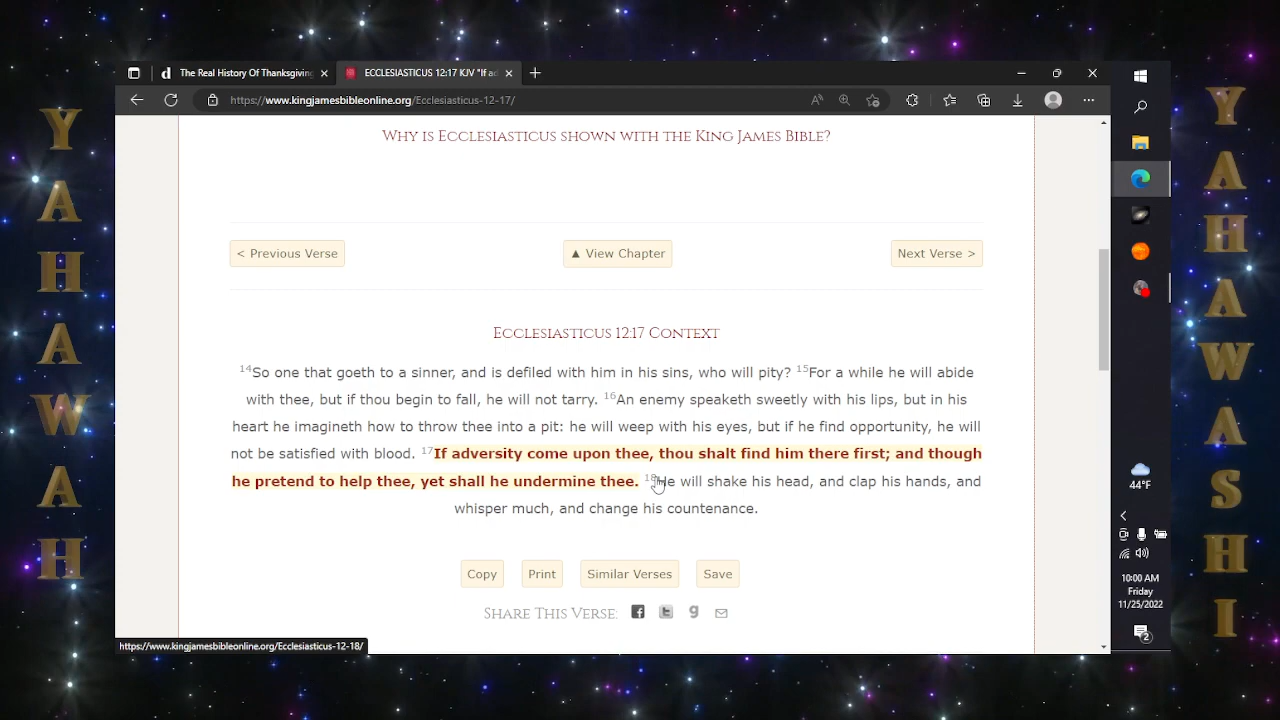 The Real History Of Thanksgiving
ECCLESIASTICUS 12:17 KJV "If ad
https://www.kingjamesbibleonline.org/Ecclesiasticus-12-17/
Why is Ecclesiasticus shown with the King James Bible?
< Previous Verse
▲ View Chapter
Next Verse >
Ecclesiasticus 12:17 Context
14So one that goeth to a sinner, and is defiled with him in his sins, who will pity? 15For a while he will abide
with thee, but if thou begin to fall, he will not tarry. 16An enemy speaketh sweetly with his lips, but in his
heart he imagineth how to throw thee into a pit: he will weep with his eyes, but if he find opportunity, he will
not be satisfied with blood. 17If adversity come upon thee, thou shalt find him there first; and though
he pretend to help thee, yet shall he undermine thee. 18He will shake his head, and clap his hands, and
whisper much, and change his countenance.
Copy
Print
Similar Verses
Save
Share This Verse:
https://www.kingjamesbibleonline.org/Ecclesiasticus-12-18/
44°F
10:00 AM
Friday
11/25/2022
2
Y
A
H
A
W
A
H
Y
A
H
A
W
A
S
H
I